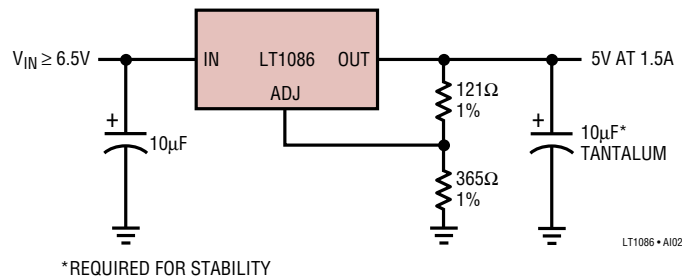 V_IN ≥ 6.5V
IN
LT1086
OUT
ADJ
5V AT 1.5A
121Ω
1%
+
10μF
+
10μF*
TANTALUM
365Ω
1%
LT1086 • AI02
*REQUIRED FOR STABILITY